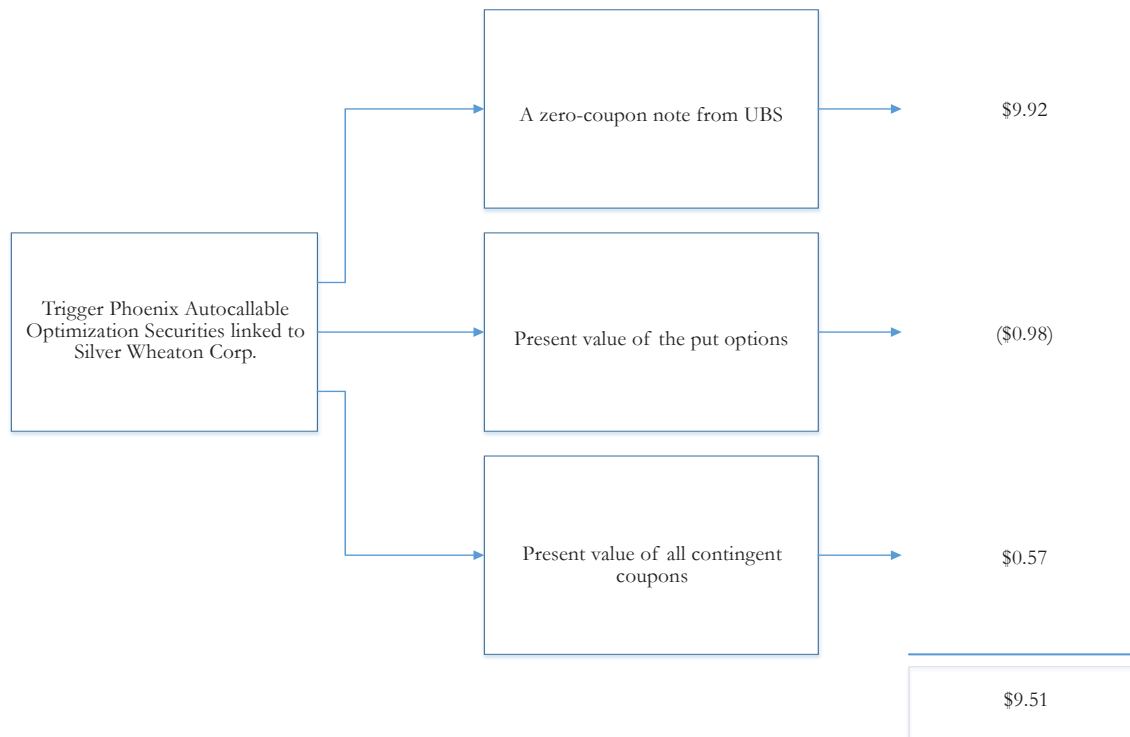 A zero-coupon note from UBS
$9.92
Trigger Phoenix Autocallable
Optimization Securities linked to
Silver Wheaton Corp.
Present value of the put options
($0.98)
Present value of all contingent
coupons
$0.57
$9.51